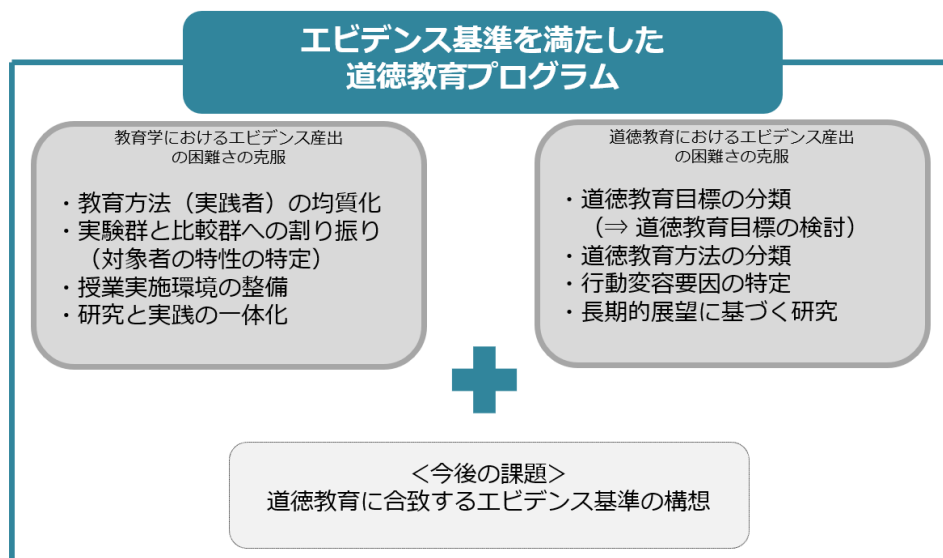 エビデンス基準を満たした
道徳教育プログラム
教育学におけるエビデンス産出
の困難さの克服
・教育方法（実践者）の均質化
・実験群と比較群への割り振り
（対象者の特性の特定）
・授業実施環境の整備
・研究と実践の一体化
道徳教育におけるエビデンス産出
の困難さの克服
・道徳教育目標の分類
（⇒ 道徳教育目標の検討）
・道徳教育方法の分類
・行動変容要因の特定
・長期的展望に基づく研究
＜今後の課題＞
道徳教育に合致するエビデンス基準の構想